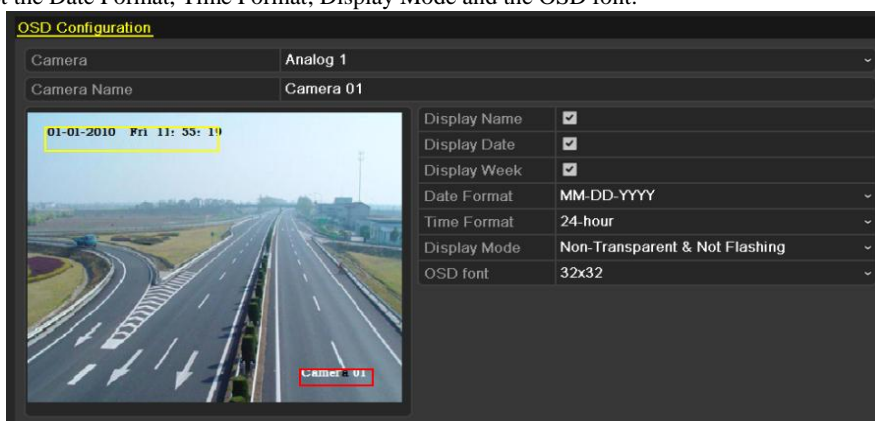 the Date Format, Time Format, Display Mode and the OSD font.
OSD Configuration
Camera Analog 1
Camera Name Camera 01
01-01-2010 Fri 11: 55: 19
Display Name
Display Date
Display Week
Date Format MM-DD-YYYY
Time Format 24-hour
Display Mode Non-Transparent & Not Flashing
OSD font 32x32
Camera 01